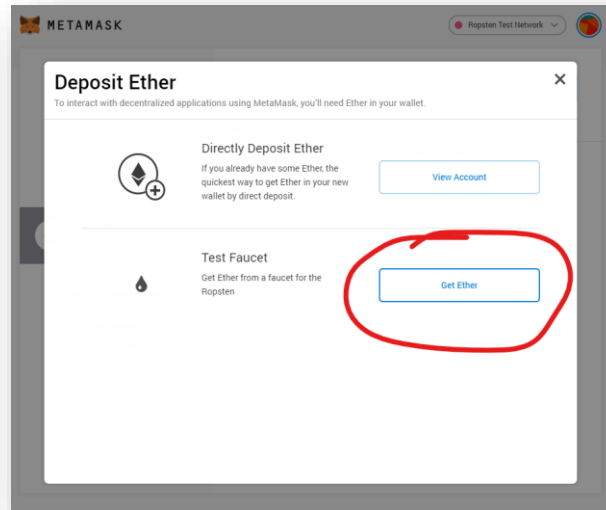 METAMASK
Ropsten Test Network
Deposit Ether
To interact with decentralized applications using MetaMask, you'll need Ether in your wallet.
Directly Deposit Ether
If you already have some Ether, the
quickest way to get Ether in your new
wallet by direct deposit.
View Account
Test Faucet
Get Ether from a faucet for the
Ropsten
Get Ether